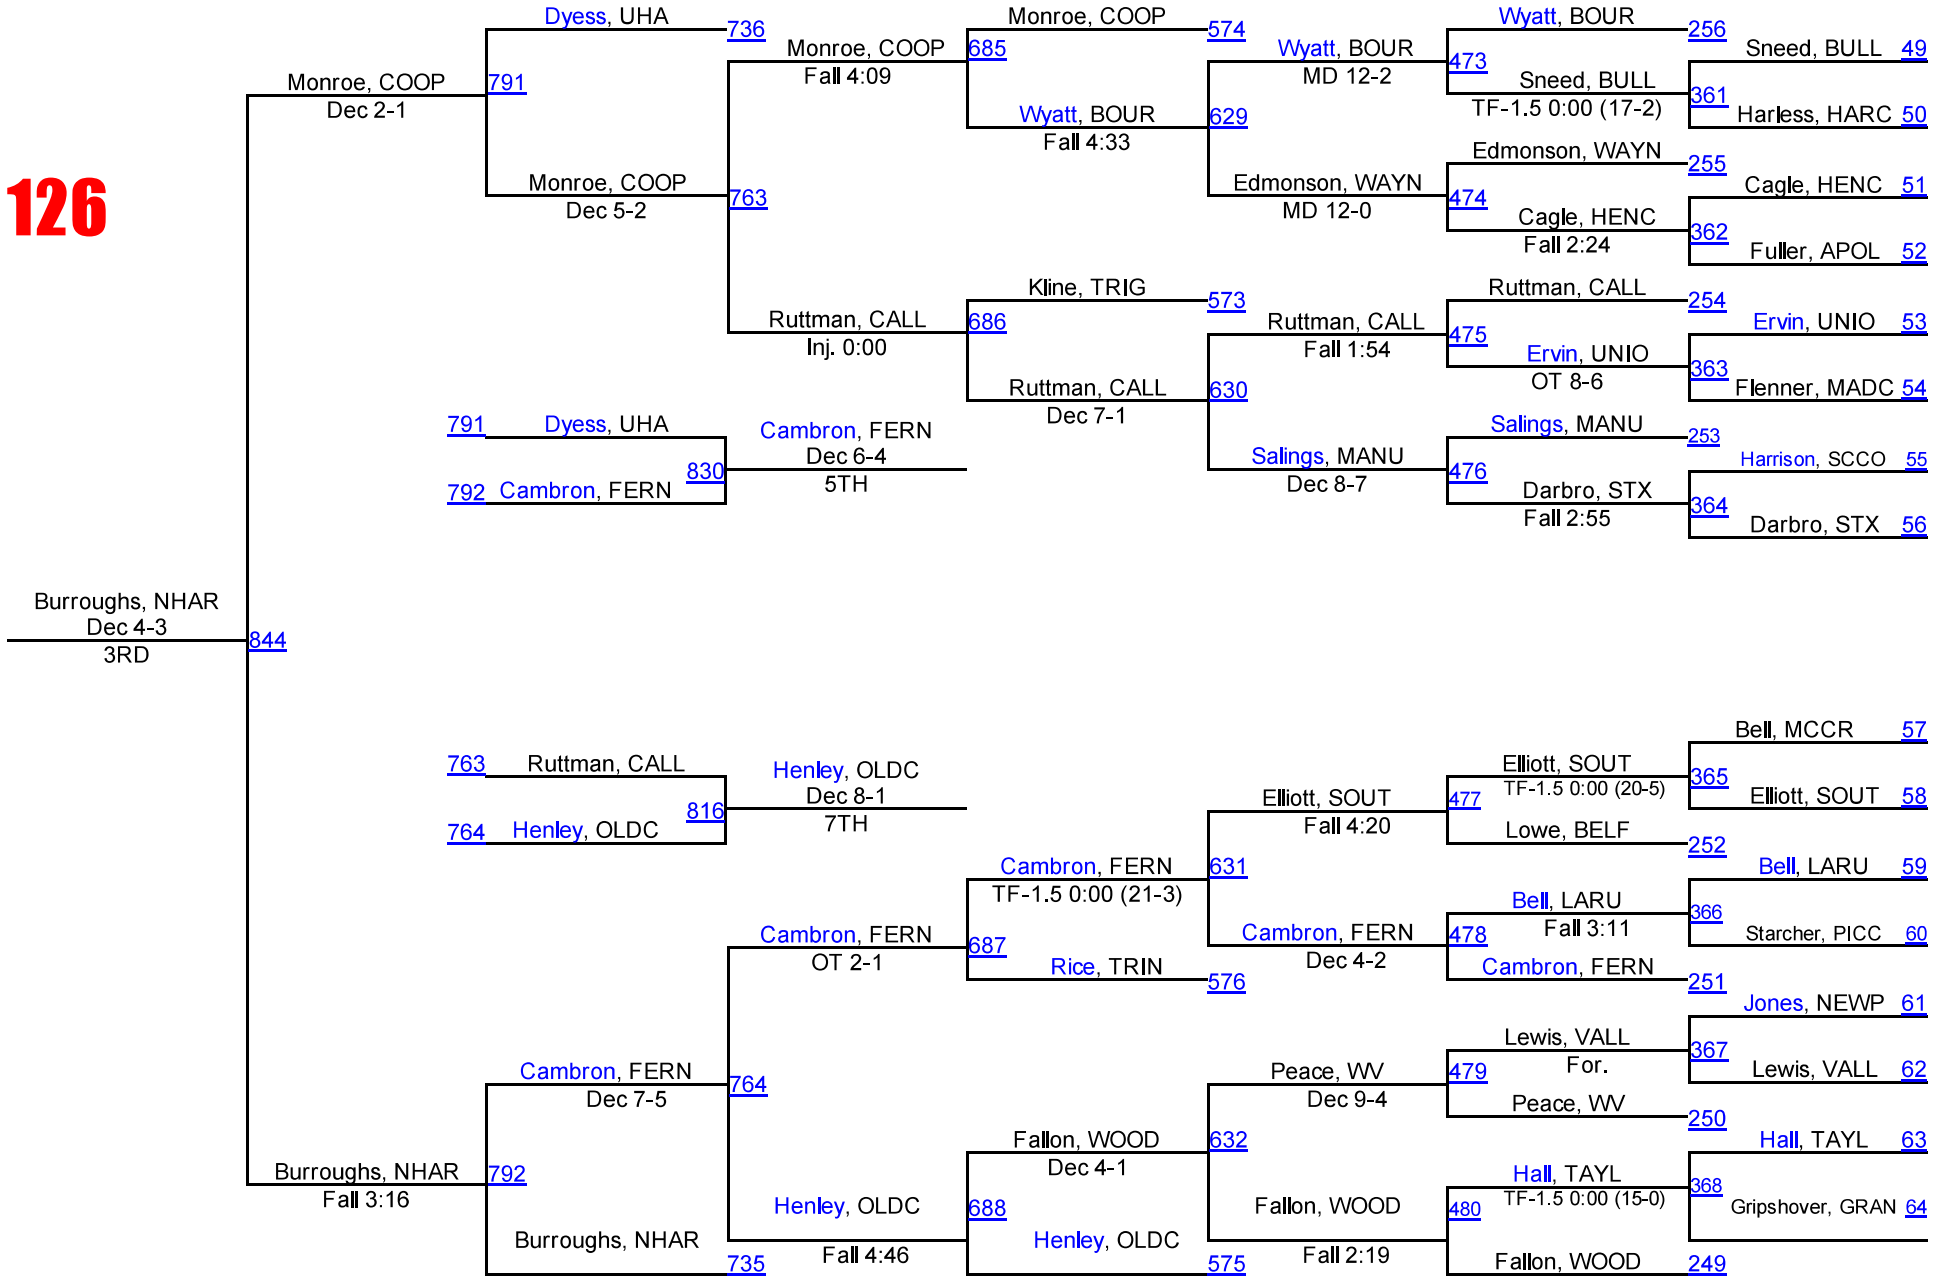 Dyess, UHA 736
Monroe, COOP 574
Wyatt, BOUR 256
Monroe, COOP 685
Fall 4:09
Wyatt, BOUR 473
MD 12-2
Sneed, BULL 49
Sneed, BULL 361
TF-1.5 0:00 (17-2)
Harless, HARC 50
Monroe, COOP 791
Dec 2-1
Wyatt, BOUR 629
Fall 4:33
Edmonson, WAYN 255
Cagle, HENC 51
126
Monroe, COOP 763
Dec 5-2
Edmonson, WAYN 474
MD 12-0
Cagle, HENC 362
Fall 2:24
Fuller, APOL 52
Kline, TRIG 573
Ruttman, CALL 254
Ruttman, CALL 686
Inj. 0:00
Ruttman, CALL 475
Fall 1:54
Ervin, UNIO 53
Ervin, UNIO 363
OT 8-6
Flenner, MADC 54
Ruttman, CALL 630
Dec 7-1
791 Dyess, UHA
Cambron, FERN
Dec 6-4
830
5TH
792 Cambron, FERN
Salings, MANU 253
Salings, MANU 476
Dec 8-7
Harrison, SCCO 55
Darbro, STX 364
Fall 2:55
Darbro, STX 56
Burroughs, NHAR
Dec 4-3
844
3RD
Bell, MCCR 57
763 Ruttman, CALL
Henley, OLDC
Dec 8-1
816
7TH
764 Henley, OLDC
Elliott, SOUT 365
TF-1.5 0:00 (20-5)
Elliott, SOUT 58
Elliott, SOUT 477
Fall 4:20
Lowe, BELF 252
Cambron, FERN 631
TF-1.5 0:00 (21-3)
Bell, LARU 59
Bell, LARU 366
Fall 3:11
Starcher, PICC 60
Cambron, FERN 687
OT 2-1
Cambron, FERN 478
Dec 4-2
Rice, TRIN 576
Cambron, FERN 251
Jones, NEWP 61
Lewis, VALL 367
For.
Lewis, VALL 62
Cambron, FERN 764
Dec 7-5
Peace, WV 479
Dec 9-4
Peace, WV 250
Fallon, WOOD 632
Dec 4-1
Hall, TAYL 63
Burroughs, NHAR 792
Fall 3:16
Hall, TAYL 368
TF-1.5 0:00 (15-0)
Gripshover, GRAN 64
Henley, OLDC 688
Fall 4:46
Fallon, WOOD 480
Fall 2:19
Burroughs, NHAR 735
Henley, OLDC 575
Fallon, WOOD 249